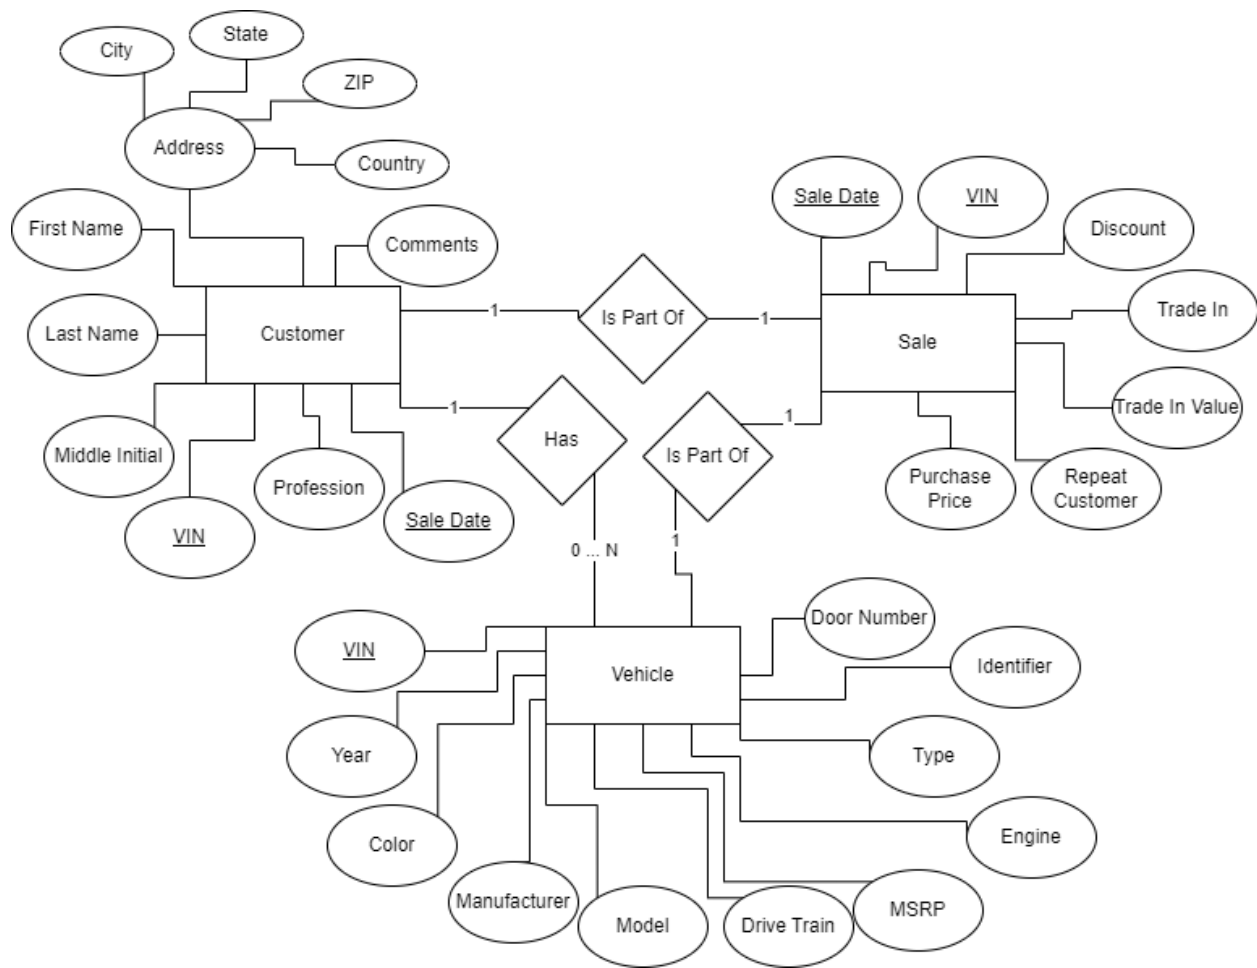 State
City
ZIP
Address
Country
Sale Date
VIN
First Name
Comments
Discount
Trade In
1
Is Part Of
1
Last Name
Customer
Sale
1
Trade In Value
1
Has
Is Part Of
Middle Initial
Profession
Purchase
Price
Repeat
Customer
VIN
Sale Date
0 ... N
1
Door Number
VIN
Identifier
Vehicle
Year
Type
Color
Engine
Manufacturer
Model
Drive Train
MSRP